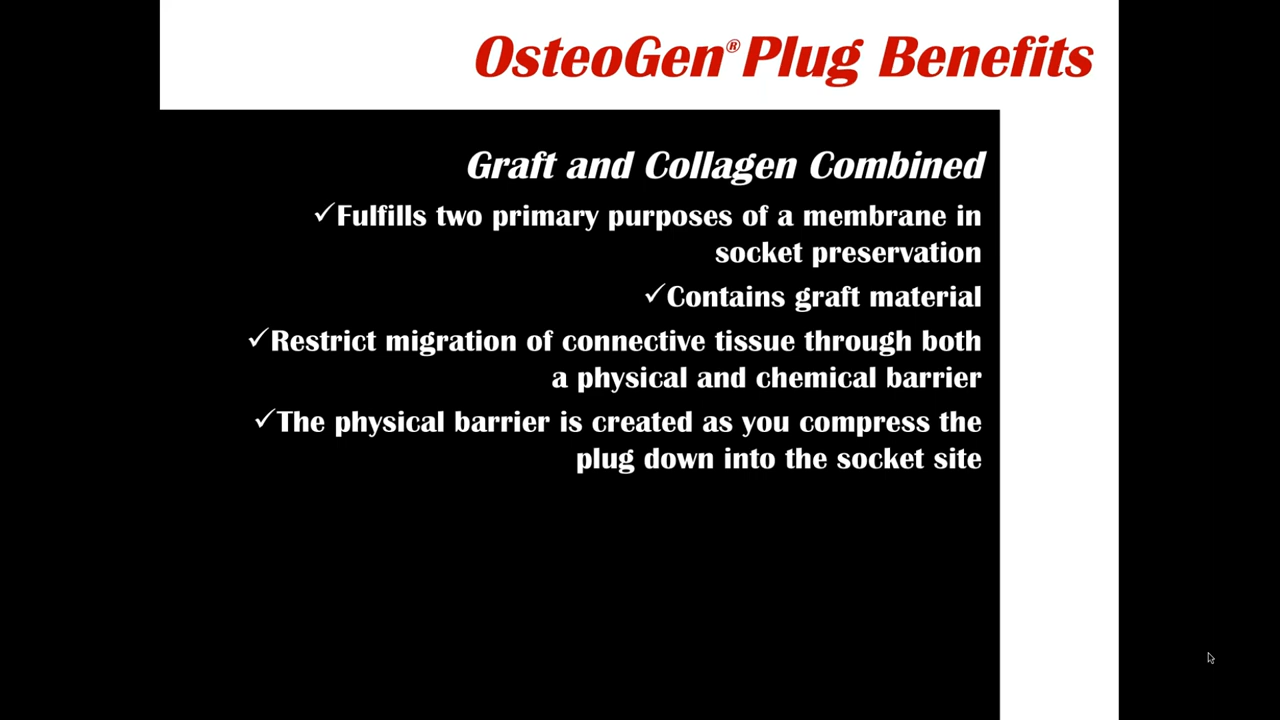 OsteoGen® Plug Benefits
Graft and Collagen Combined
✓Fulfills two primary purposes of a membrane in
socket preservation
✓Contains graft material
✓Restrict migration of connective tissue through both
a physical and chemical barrier
✓The physical barrier is created as you compress the
plug down into the socket site